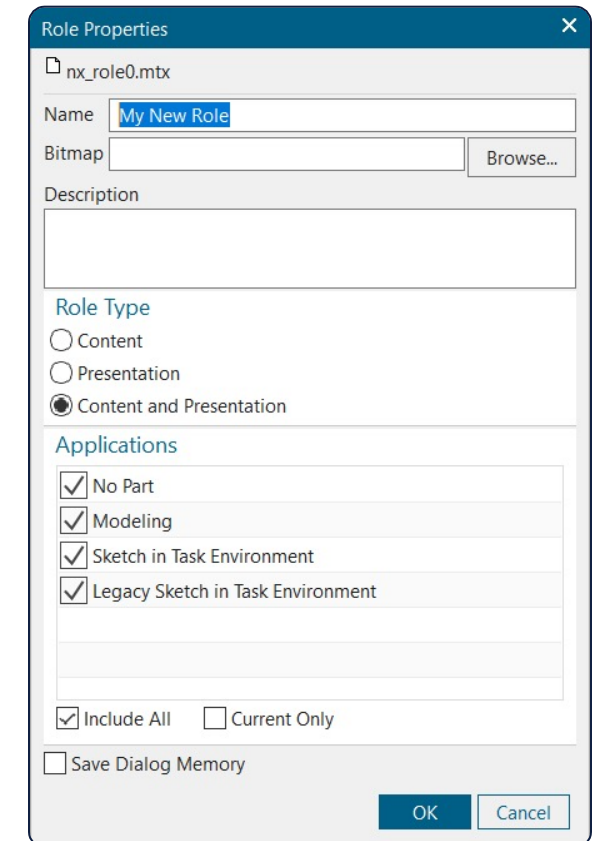 Role Properties
nx_role0.mtx
Name My New Role
Bitmap Browse...
Description
Role Type
Content
Presentation
Content and Presentation
Applications
No Part
Modeling
Sketch in Task Environment
Legacy Sketch in Task Environment
Include All Current Only
Save Dialog Memory
OK Cancel